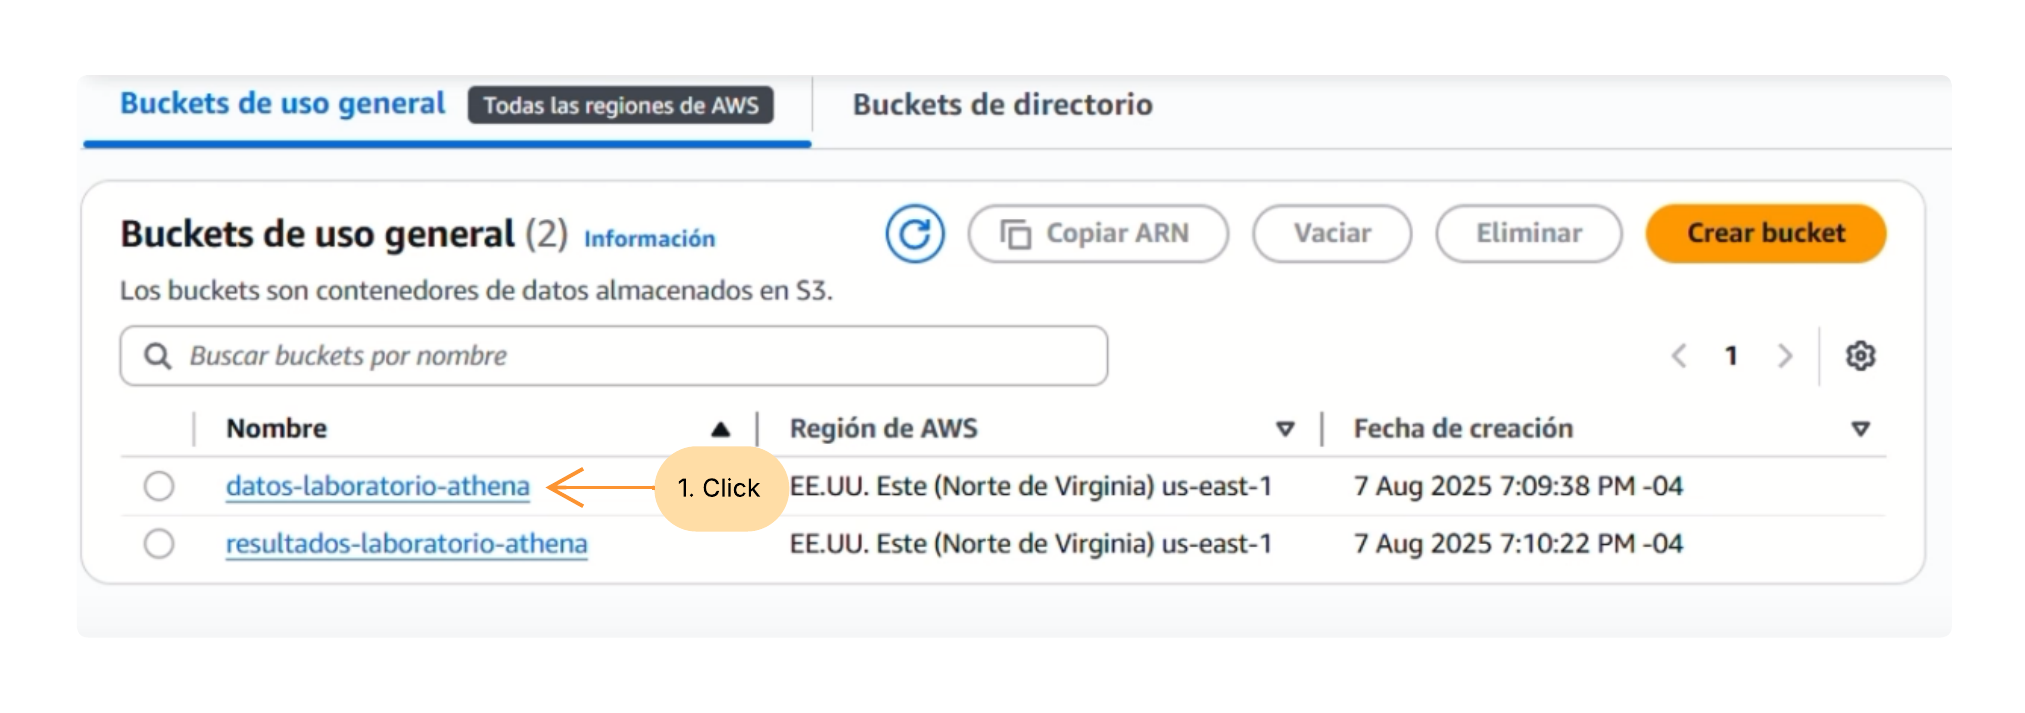 Buckets de uso general Todas las regiones de AWS Buckets de directorio
Buckets de uso general (2) Información Copiar ARN Vaciar Eliminar Crear bucket
Los buckets son contenedores de datos almacenados en S3.
Buscar buckets por nombre 1
Nombre Región de AWS Fecha de creación
datos-laboratorio-athena 1. Click EE.UU. Este (Norte de Virginia) us-east-1 7 Aug 2025 7:09:38 PM -04
resultados-laboratorio-athena EE.UU. Este (Norte de Virginia) us-east-1 7 Aug 2025 7:10:22 PM -04